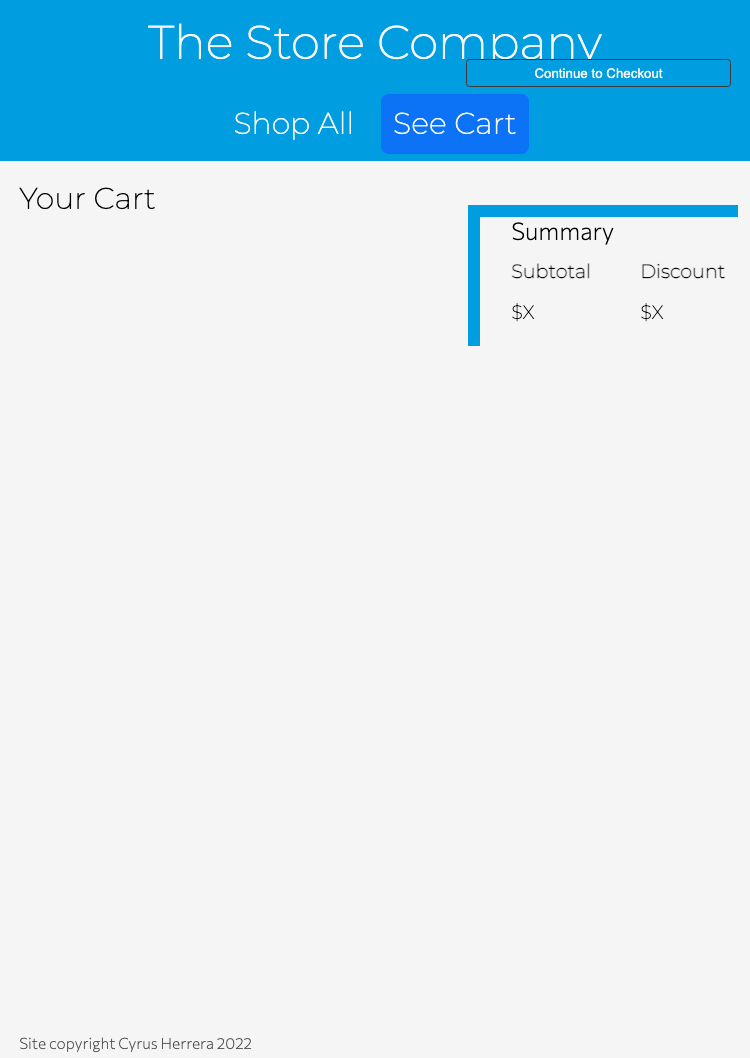 The Store Company
Continue to Checkout
Shop All See Cart
Your Cart
Summary
Subtotal Discount
$X $X
Site copyright Cyrus Herrera 2022